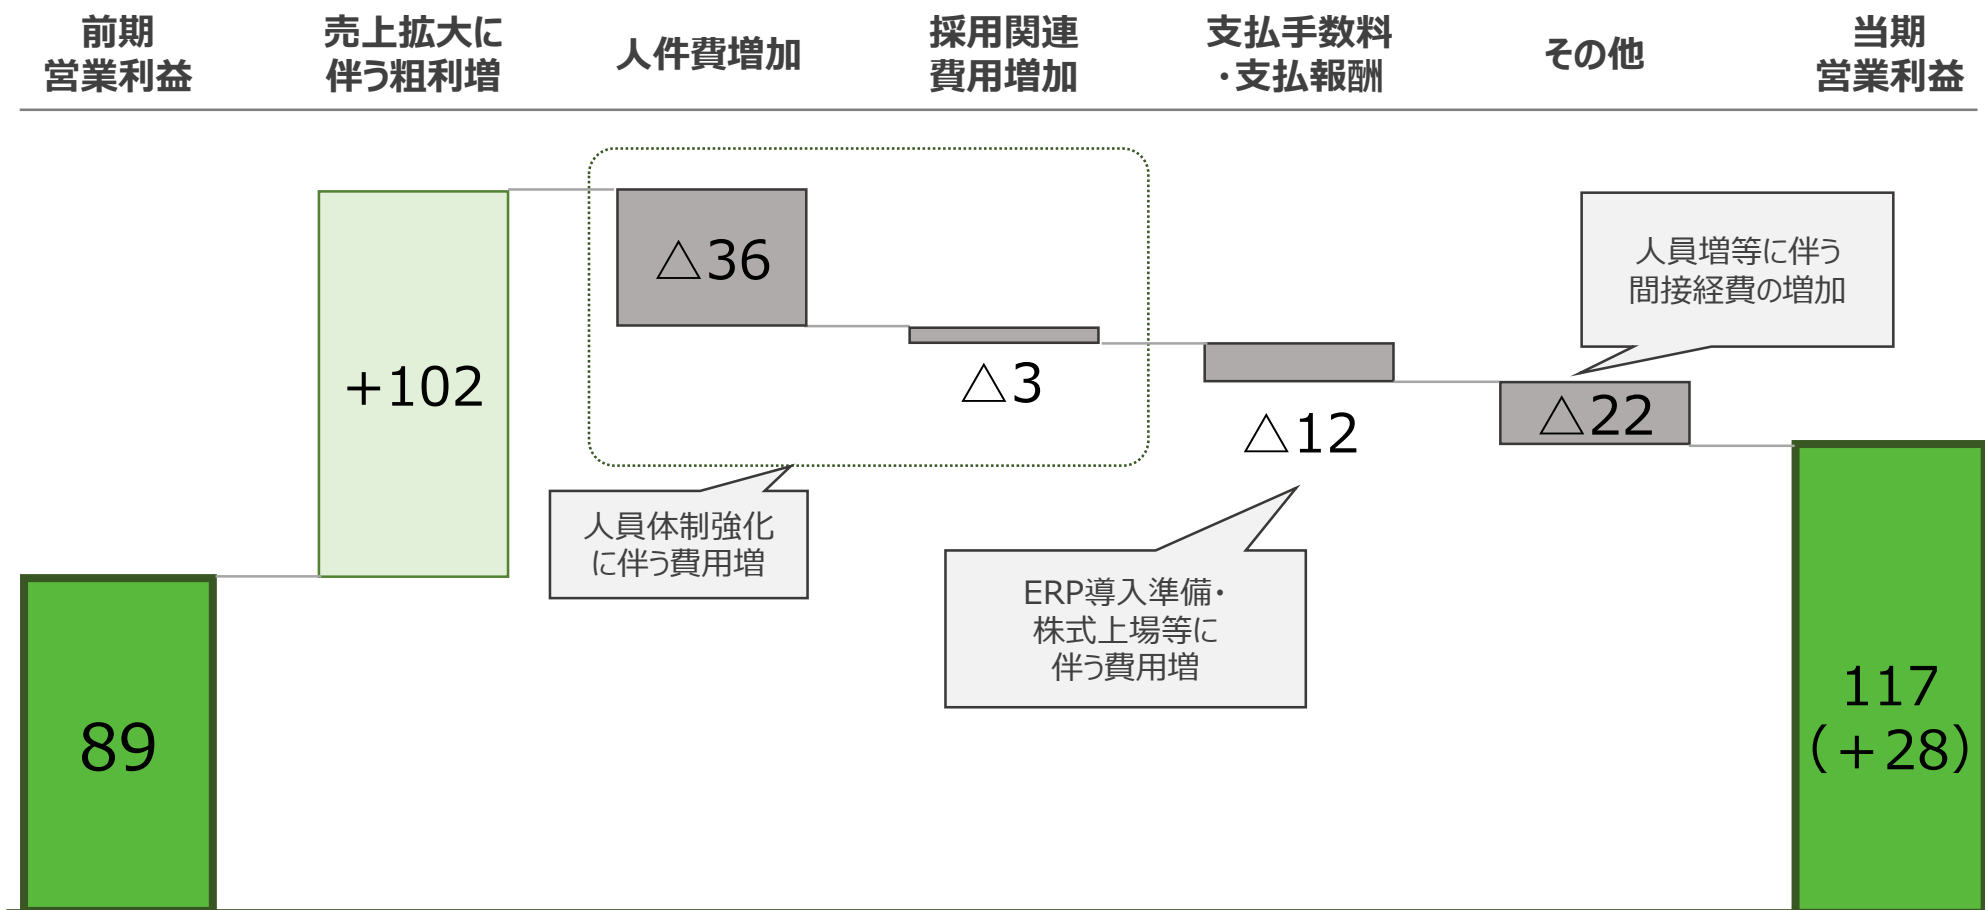 前期
営業利益
売上拡大に
伴う粗利増
人件費増加
採用関連
費用増加
支払手数料
・支払報酬
その他
当期
営業利益
89
+102
△36
△3
△12
△22
117
（＋28）
人員体制強化
に伴う費用増
ERP導入準備・
株式上場等に
伴う費用増
人員増等に伴う
間接経費の増加